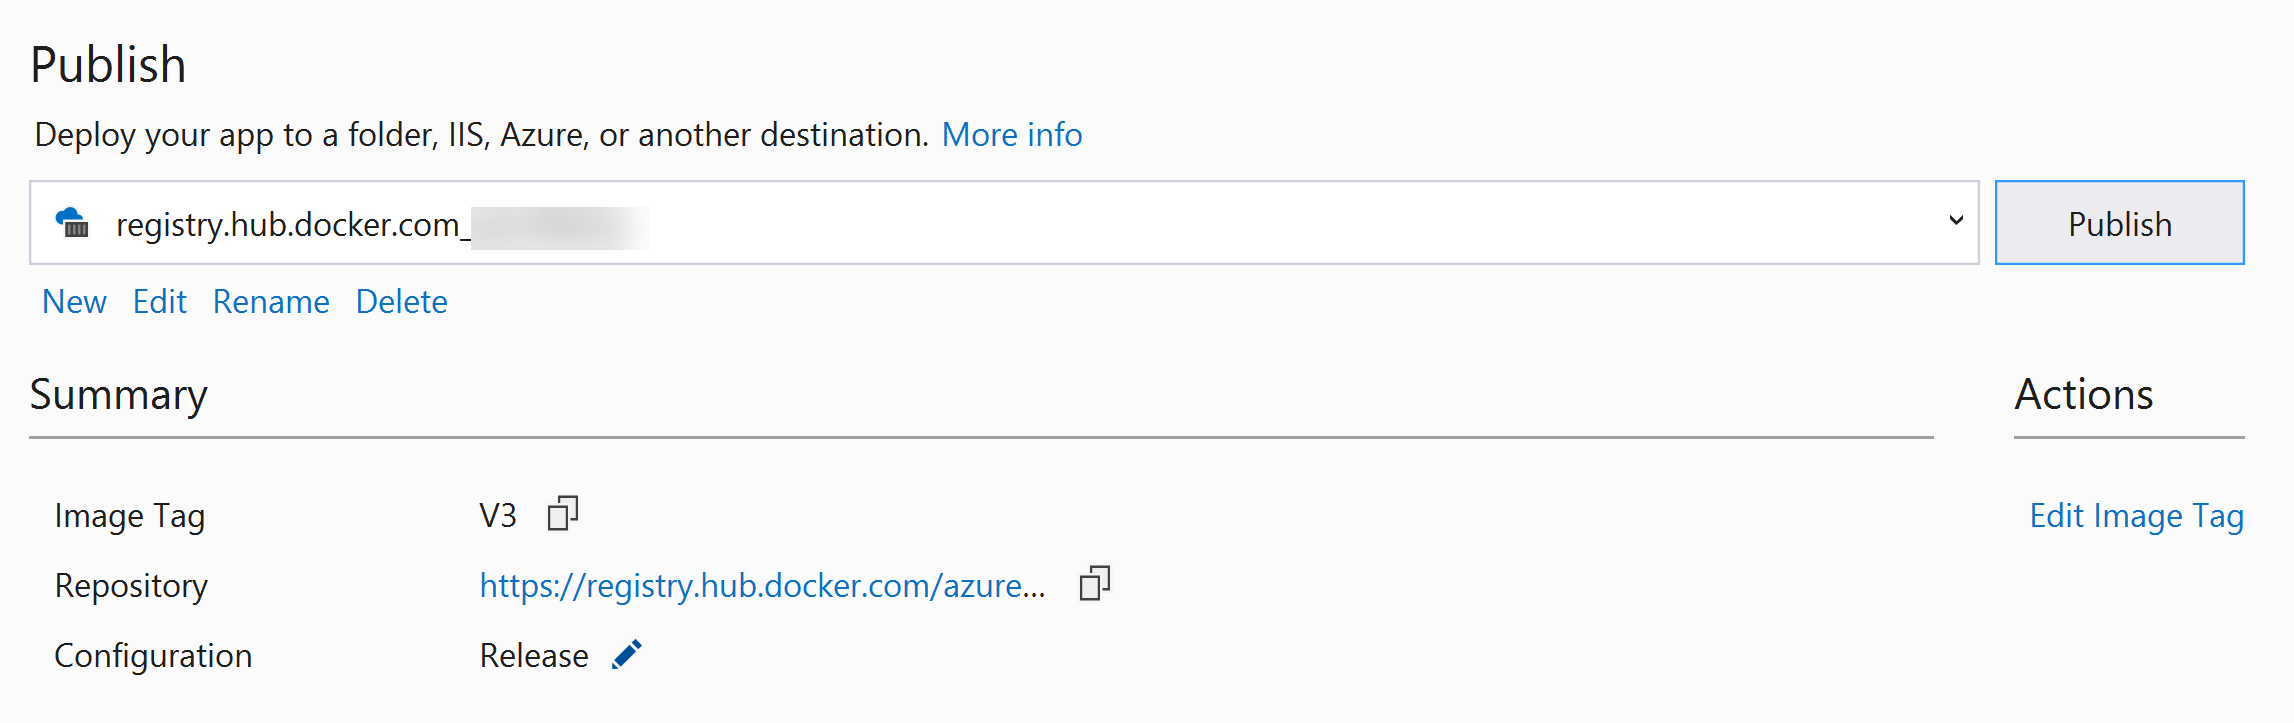 Publish
Deploy your app to a folder, IIS, Azure, or another destination. More info
registry.hub.docker.com_
Publish
New Edit Rename Delete
Summary
Actions
Image Tag V3
Edit Image Tag
Repository https://registry.hub.docker.com/azure...
Configuration Release